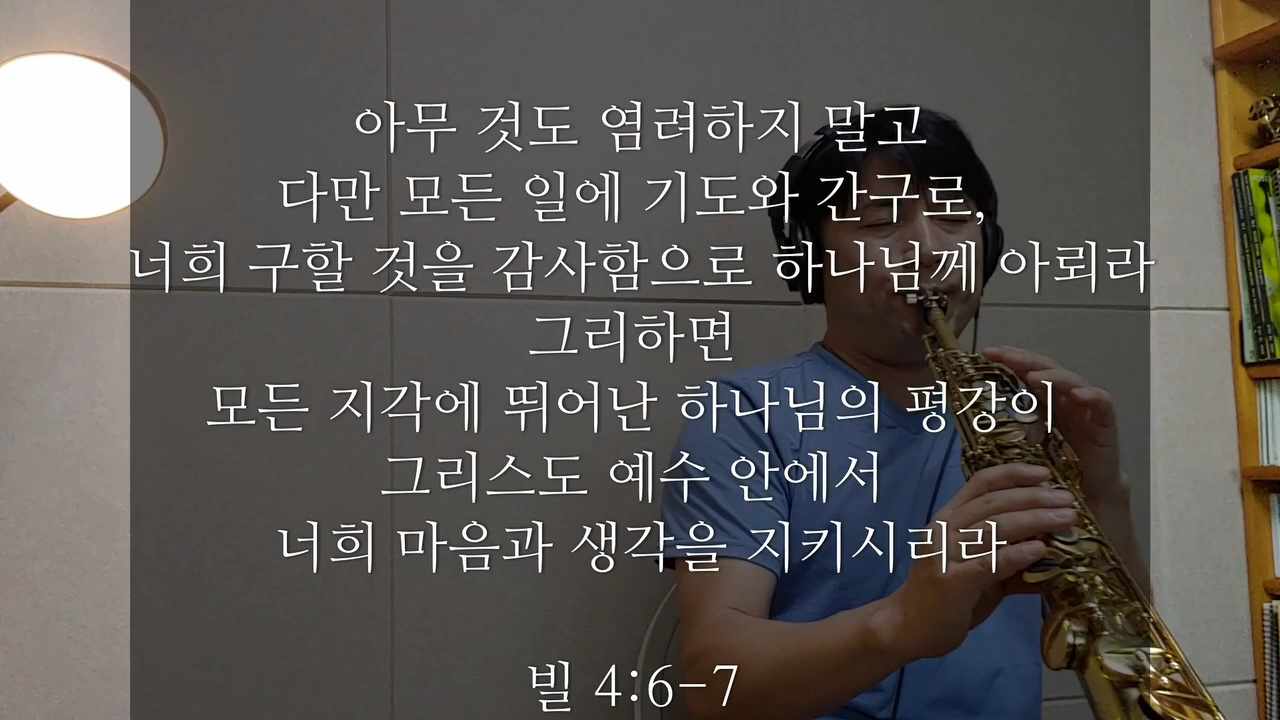 아무 것도 염려하지 말고
다만 모든 일에 기도와 간구로,
너희 구할 것을 감사함으로 하나님께 아뢰라
그리하면
모든 지각에 뛰어난 하나님의 평강이
그리스도 예수 안에서
너희 마음과 생각을 지키시리라
빌 4:6-7